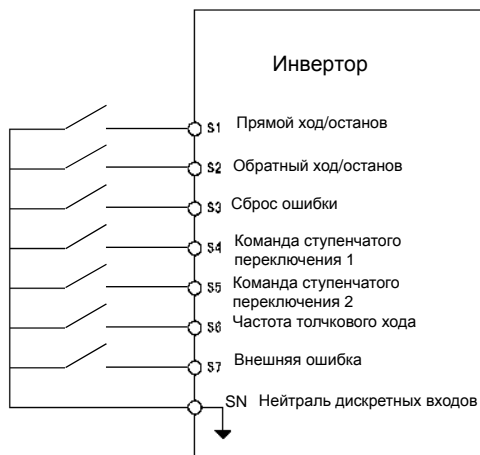 Инвертор
S1 Прямой ход/останов
S2 Обратный ход/останов
S3 Сброс ошибки
S4 Команда ступенчатого
переключения 1
S5 Команда ступенчатого
переключения 2
S6 Частота толчкового хода
S7 Внешняя ошибка
SN Нейтраль дискретных входов